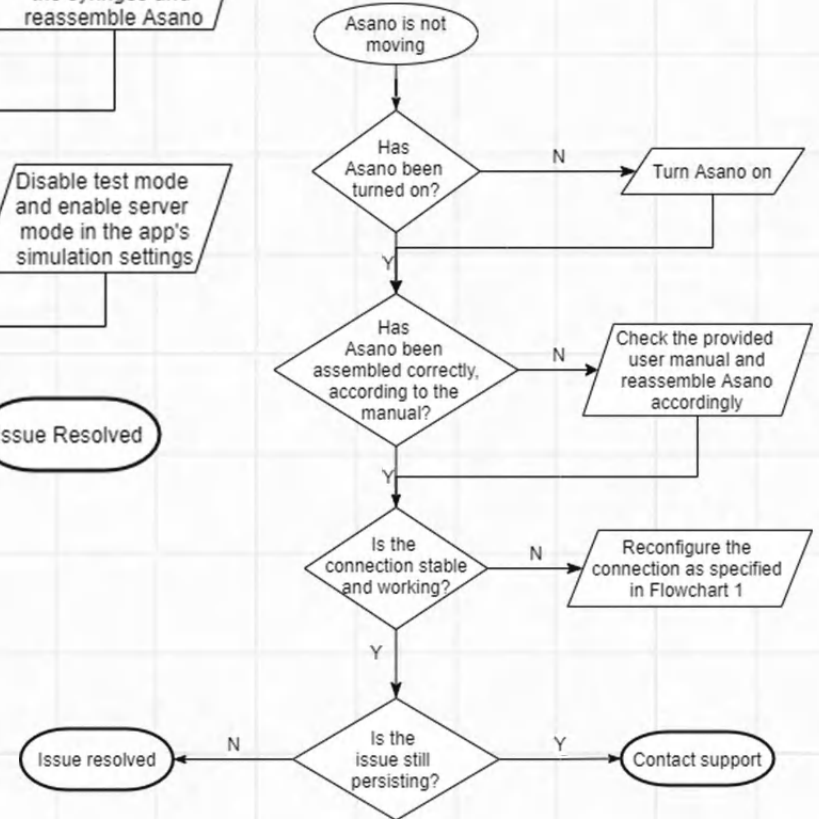 reassemble Asano
Disable test mode
and enable server
mode in the app's
simulation settings
ssue Resolved
Asano is not
moving
Has
Asano been
turned on?
N
Turn Asano on
Y
Has
Asano been
assembled correctly,
according to the
manual?
N
Check the provided
user manual and
reassemble Asano
accordingly
Y
Is the
connection stable
and working?
N
Reconfigure the
connection as specified
in Flowchart 1
Y
Is the
issue still
persisting?
N
Issue resolved
Y
Contact support